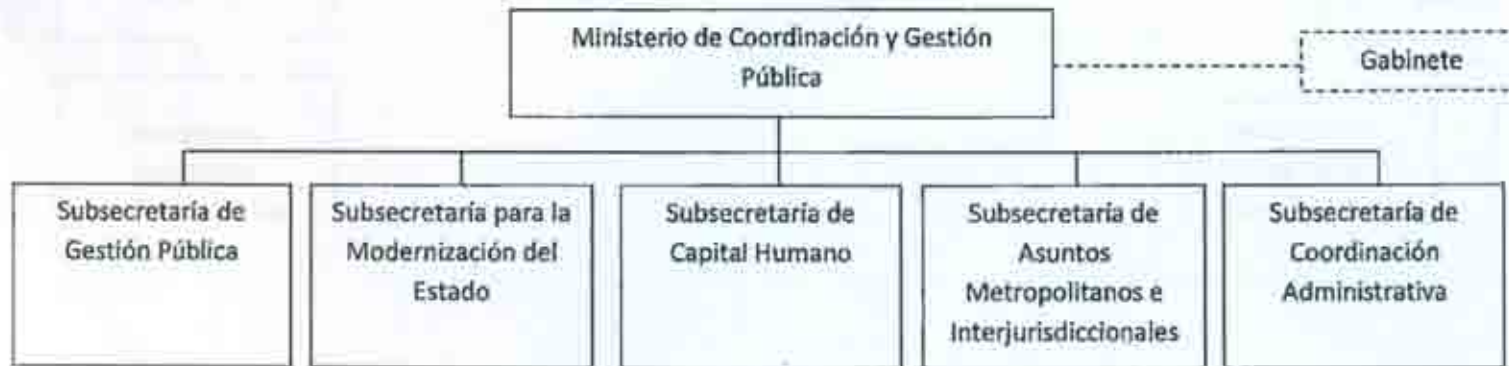 Ministerio de Coordinación y Gestión
Pública
Gabinete
Subsecretaría de
Gestión Pública
Subsecretaría para la
Modernización del
Estado
Subsecretaría de
Capital Humano
Subsecretaría de
Asuntos
Metropolitanos e
Interjurisdiccionales
Subsecretaría de
Coordinación
Administrativa